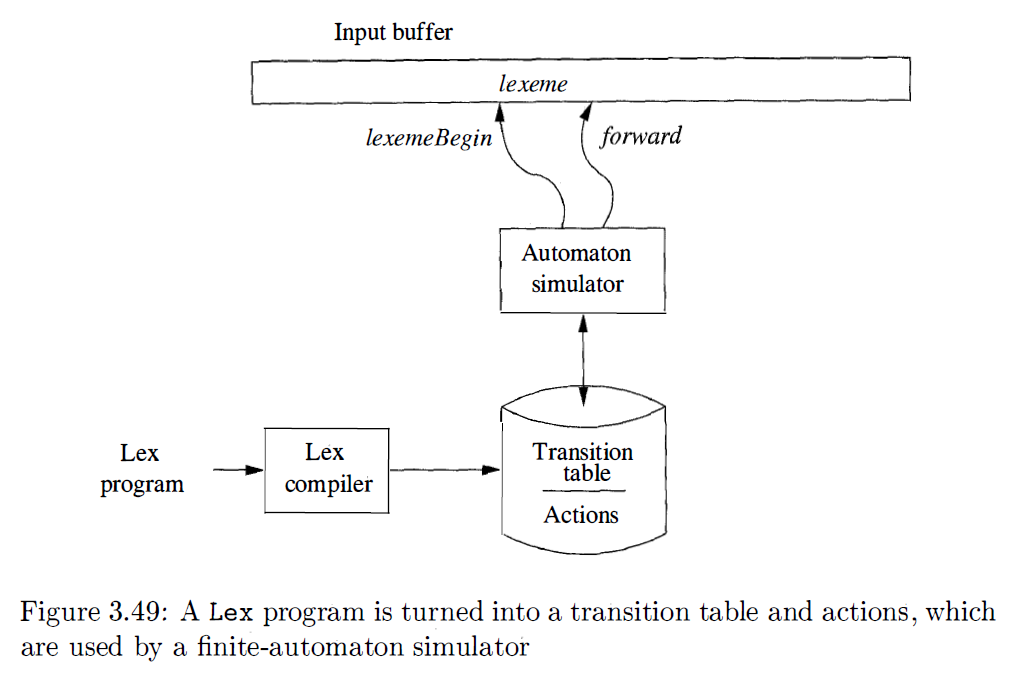 Input buffer
lexeme
lexemeBegin
forward
Automaton
simulator
Lex
program
Lex
compiler
Transition
table
Actions
Figure 3.49: A Lex program is turned into a transition table and actions, which
are used by a finite-automaton simulator